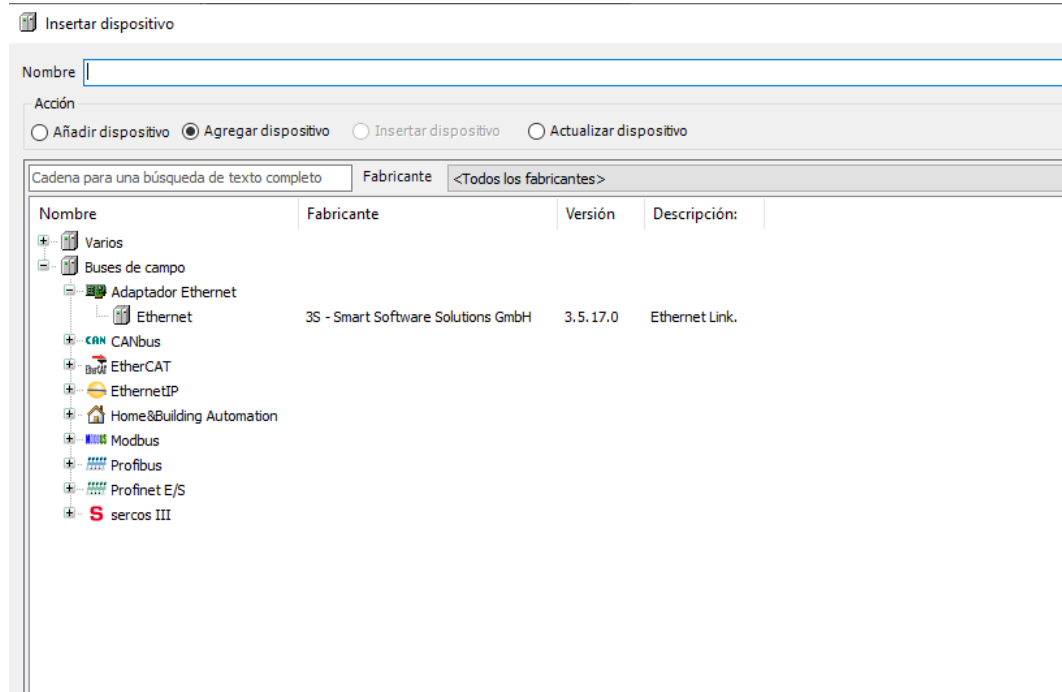 Insertar dispositivo
Nombre
Acción
Añadir dispositivo Agregar dispositivo Insertar dispositivo Actualizar dispositivo
Cadena para una búsqueda de texto completo Fabricante <Todos los fabricantes>
Nombre Fabricante Versión Descripción:
Varios
Buses de campo
Adaptador Ethernet
Ethernet 3S - Smart Software Solutions GmbH 3.5.17.0 Ethernet Link.
CAN CANbus
EtherCAT EtherCAT
EthernetIP
Home&Building Automation
MODBUS Modbus
Profibus
Profinet E/S
S sercos III